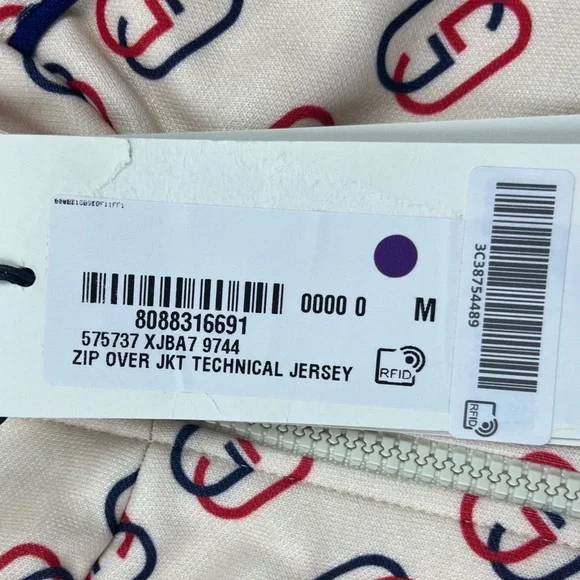 8088316691
0000 0
M
575737 XJBA7 9744
ZIP OVER JKT TECHNICAL JERSEY
RFID
3C38754489
RFID